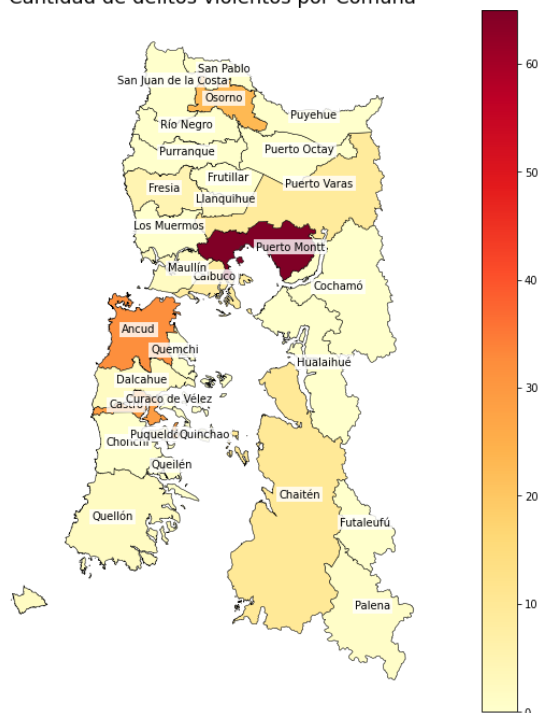 Cantidad de delitos violentos por Comuna
San Pablo
San Juan de la Costa
Osorno
Puyehue
Río Negro
Puerto Octay
Purranque
Frutillar
Puerto Varas
Fresia
Llanquihue
Los Muermos
Puerto Montt
Maullín
Calbuco
Cochamó
Ancud
Quemchi
Hualaihué
Dalcahue
Curaco de Vélez
Castro
Puqueldón
Quinchao
Chonchi
Queilén
Chaitén
Quellón
Futaleufú
Palena
60
50
40
30
20
10
0